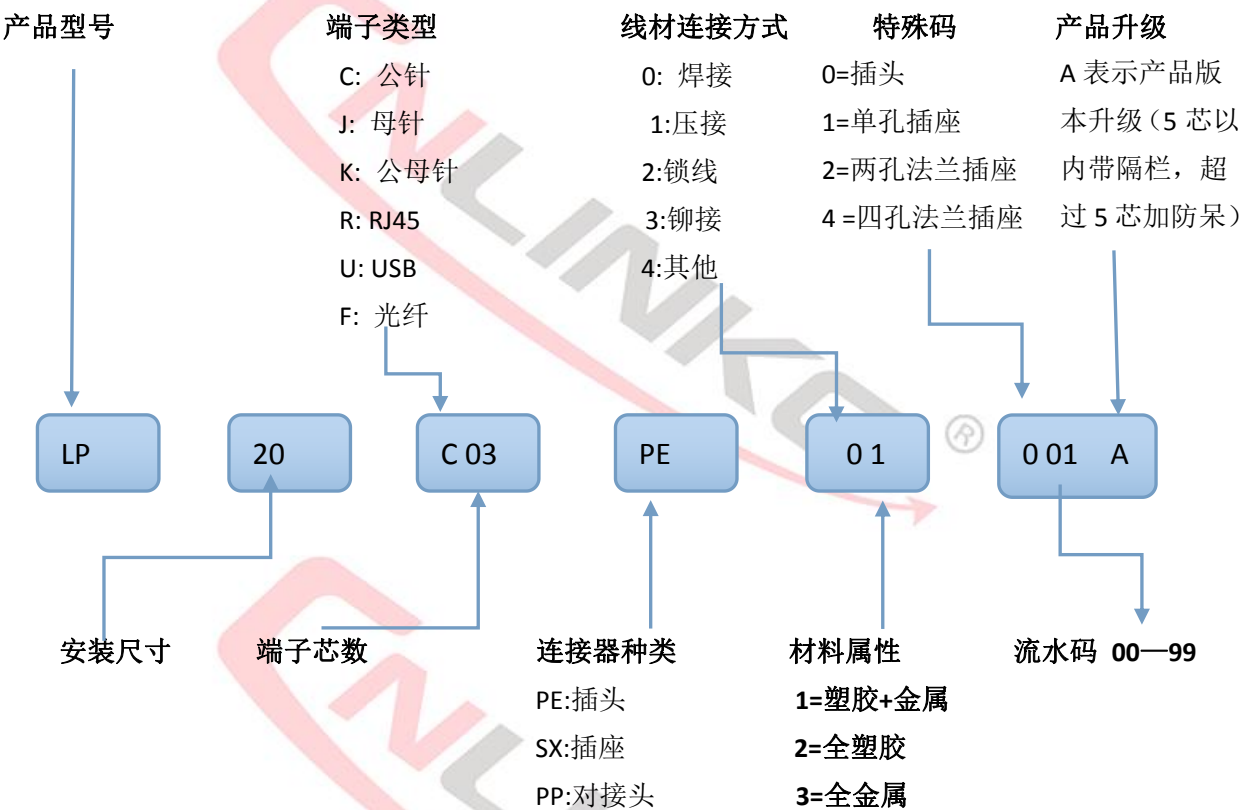 产品型号
端子类型
C: 公针
J: 母针
K: 公母针
R: RJ45
U: USB
F: 光纤
线材连接方式
0: 焊接
1:压接
2:锁线
3:铆接
4:其他
特殊码
0=插头
1=单孔插座
2=两孔法兰插座
4 =四孔法兰插座
产品升级
A 表示产品版
本升级（5 芯以
内带隔栏，超
过 5 芯加防呆）
LP
20
C 03
PE
0 1
0 01 A
安装尺寸
端子芯数
连接器种类
PE:插头
SX:插座
PP:对接头
材料属性
1=塑胶+金属
2=全塑胶
3=全金属
流水码 00—99
CNLINKO ®
CNL